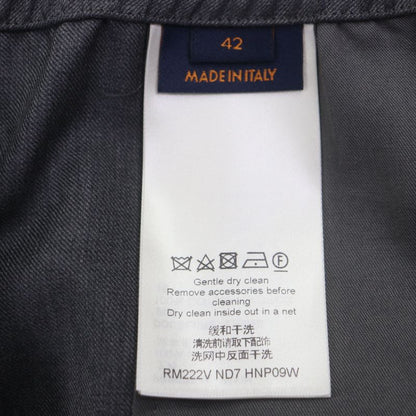 42
MADE IN ITALY
F
Gentle dry clean
Remove accessories before
cleaning
Dry clean inside out in a net
缓和干洗
清洗前请取下配饰
洗网中反面干洗
RM222V ND7 HNP09W